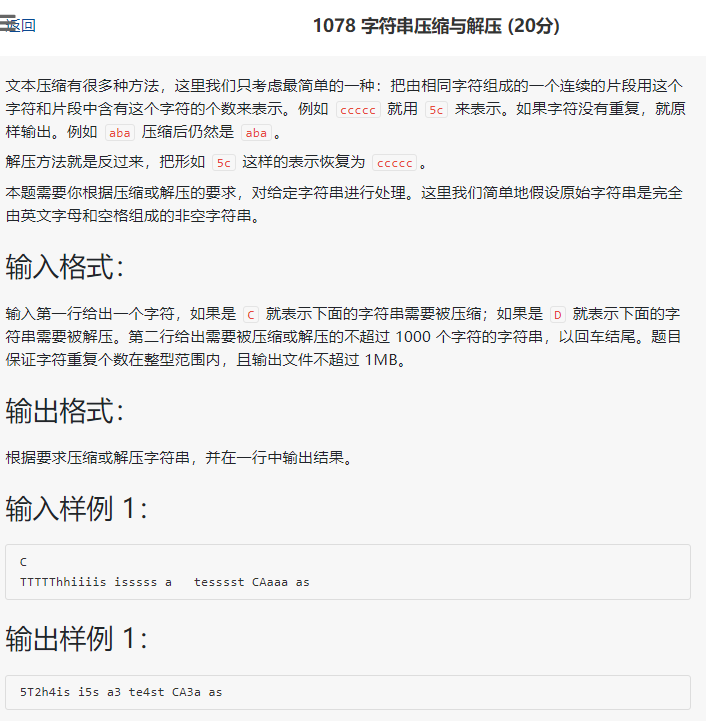 返回
1078 字符串压缩与解压 (20分)
文本压缩有很多种方法，这里我们只考虑最简单的一种：把由相同字符组成的一个连续的片段用这个
字符和片段中含有这个字符的个数来表示。例如 ccccc 就用 5c 来表示。如果字符没有重复，就原
样输出。例如 aba 压缩后仍然是 aba 。
解压方法就是反过来，把形如 5c 这样的表示恢复为 ccccc 。
本题需要你根据压缩或解压的要求，对给定字符串进行处理。这里我们简单地假设原始字符串是完全
由英文字母和空格组成的非空字符串。
输入格式：
输入第一行给出一个字符，如果是 C 就表示下面的字符串需要被压缩；如果是 D 就表示下面的字
符串需要被解压。第二行给出需要被压缩或解压的不超过 1000 个字符的字符串，以回车结尾。题目
保证字符重复个数在整型范围内，且输出文件不超过 1MB。
输出格式：
根据要求压缩或解压字符串，并在一行中输出结果。
输入样例 1：
C
TTTTThhiiiis isssss a   tesssst CAaaa as
输出样例 1：
5T2h4is i5s a3 te4st CA3a as